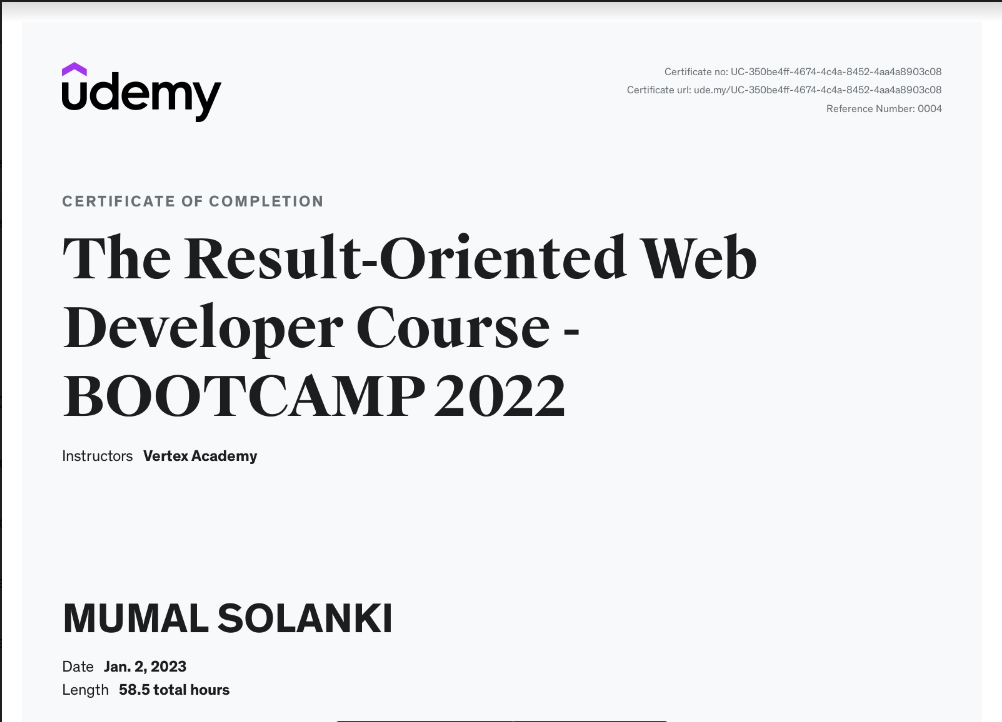 udemy
Certificate no: UC-350be4ff-4674-4c4a-8452-4aa4a8903c08
Certificate url: ude.my/UC-350be4ff-4674-4c4a-8452-4aa4a8903c08
Reference Number: 0004
CERTIFICATE OF COMPLETION
The Result-Oriented Web
Developer Course -
BOOTCAMP 2022
Instructors Vertex Academy
MUMAL SOLANKI
Date Jan. 2, 2023
Length 58.5 total hours